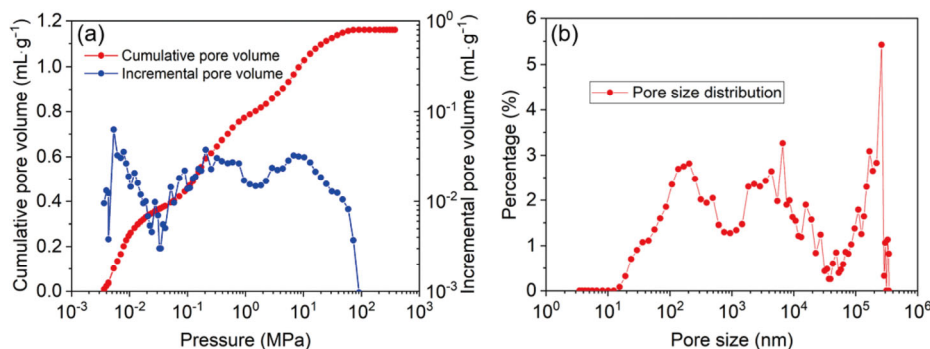 (a)
Cumulative pore volume
Incremental pore volume
Cumulative pore volume (mL·g⁻¹)
1.2
1.0
0.8
0.6
0.4
0.2
0.0
Incremental pore volume (mL·g⁻¹)
10⁰
10⁻¹
10⁻²
10⁻³
10⁻³ 10⁻² 10⁻¹ 10⁰ 10¹ 10² 10³
Pressure (MPa)
(b)
Pore size distribution
Percentage (%)
6
5
4
3
2
1
0
10⁰ 10¹ 10² 10³ 10⁴ 10⁵ 10⁶
Pore size (nm)